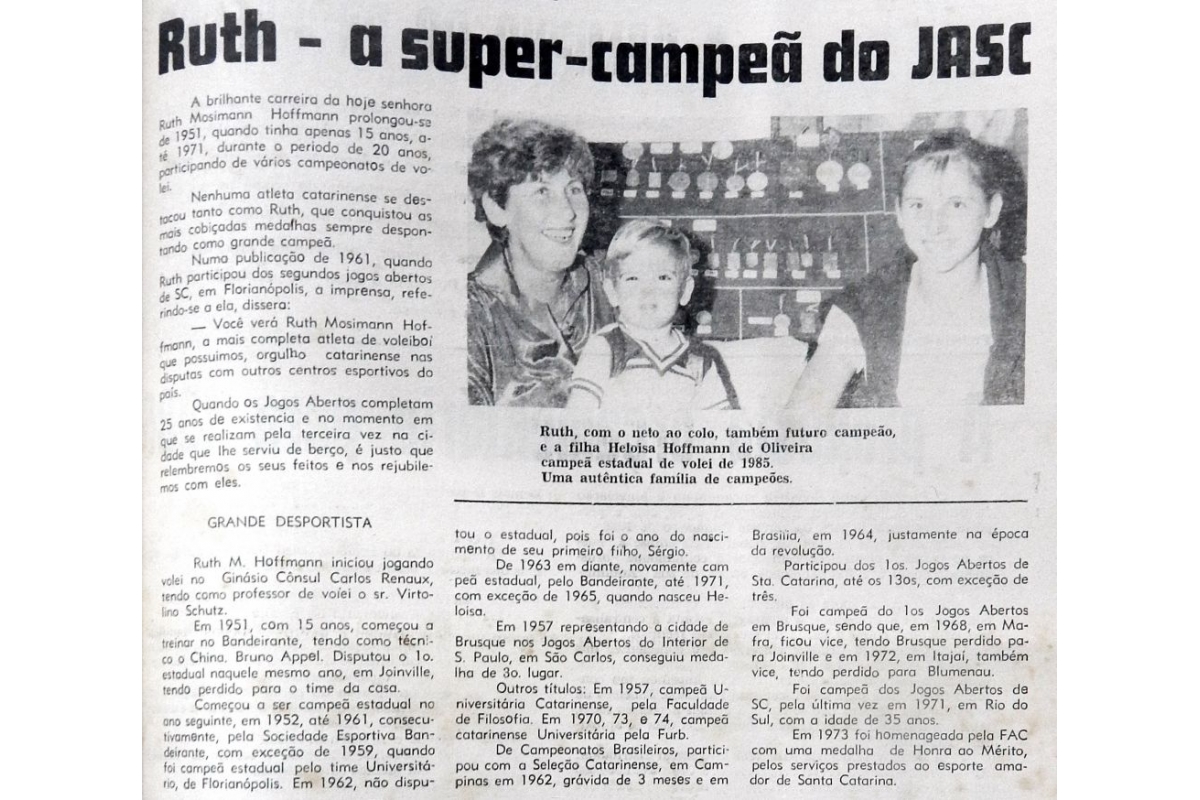 Ruth - a super-campeã do JASC
A brilhante carreira da hoje senhora
Ruth Mosimann Hoffmann prolongou-se
de 1951, quando tinha apenas 15 anos, a-
té 1971, durante o periodo de 20 anos,
participando de vários campeonatos de vo-
lei.
Nenhuma atleta catarinense se des-
tacou tanto como Ruth, que conquistou as
mais cobiçadas medalhas sempre despon-
tando como grande campeã.
Numa publicação de 1961, quando
Ruth participou dos segundos jogos abertos
de SC, em Florianópolis, a imprensa, refe-
rindo-se a ela, dissera:
— Você verá Ruth Mosimann Hof-
fmann, a mais completa atleta de voleibol
que possuimos, orgulho catarinense nas
disputas com outros centros esportivos do
país.
Quando os Jogos Abertos completam
25 anos de existencia e no momento em
que se realizam pela terceira vez na ci-
dade que lhe serviu de berço, é justo que
relembremos os seus feitos e nos rejubile-
mos com eles.
Ruth, com o neto ao colo, também futuro campeão,
e a filha Heloisa Hoffmann de Oliveira
campeã estadual de volei de 1985.
Uma autêntica família de campeões.
GRANDE DESPORTISTA
Ruth M. Hoffmann iniciou jogando
volei no Ginásio Cônsul Carlos Renaux,
tendo como professor de volei o sr. Virto-
lino Schutz.
Em 1951, com 15 anos, começou a
treinar no Bandeirante, tendo como técni-
co o China. Bruno Appel. Disputou o 1o.
estadual naquele mesmo ano, em Joinville,
tendo perdido para o time da casa.
Começou a ser campeã estadual no
ano seguinte, em 1952, até 1961, consecu-
tivamente, pela Sociedade Esportiva Ban-
deirante, com exceção de 1959, quando
foi campeã estadual pelo time Universitá-
rio, de Florianópolis. Em 1962, não dispu-
tou o estadual, pois foi o ano do nasci-
mento de seu primeiro filho, Sérgio.
De 1963 em diante, novamente cam
peã estadual, pelo Bandeirante, até 1971,
com exceção de 1965, quando nasceu He-
loisa.
Em 1957 representando a cidade de
Brusque nos Jogos Abertos do Interior de
S. Paulo, em São Carlos, conseguiu meda-
lha de 3o. lugar.
Outros titulos: Em 1957, campeã U-
niversitária Catarinense, pela Faculdade
de Filosofia. Em 1970, 73, e 74, campeã
catarinense Universitária pela Furb.
De Campeonatos Brasileiros, partici-
pou com a Seleção Catarinense, em Cam-
pinas em 1962, grávida de 3 meses e em
Brasilia, em 1964, justamente na época
da revolução.
Participou dos 1os. Jogos Abertos de
Sta. Catarina, até os 13os, com exceção de
três.
Foi campeã do 1os Jogos Abertos
em Brusque, sendo que, em 1968, em Ma-
fra, ficou vice, tendo Brusque perdido pa-
ra Joinville e em 1972, em Itajaí, também
vice, tendo perdido para Blumenau.
Foi campeã dos Jogos Abertos de
SC, pela última vez em 1971, em Rio do
Sul, com a idade de 35 anos.
Em 1973 foi homenageada pela FAC
com uma medalha de Honra ao Mérito,
pelos serviços prestados ao esporte ama-
dor de Santa Catarina.